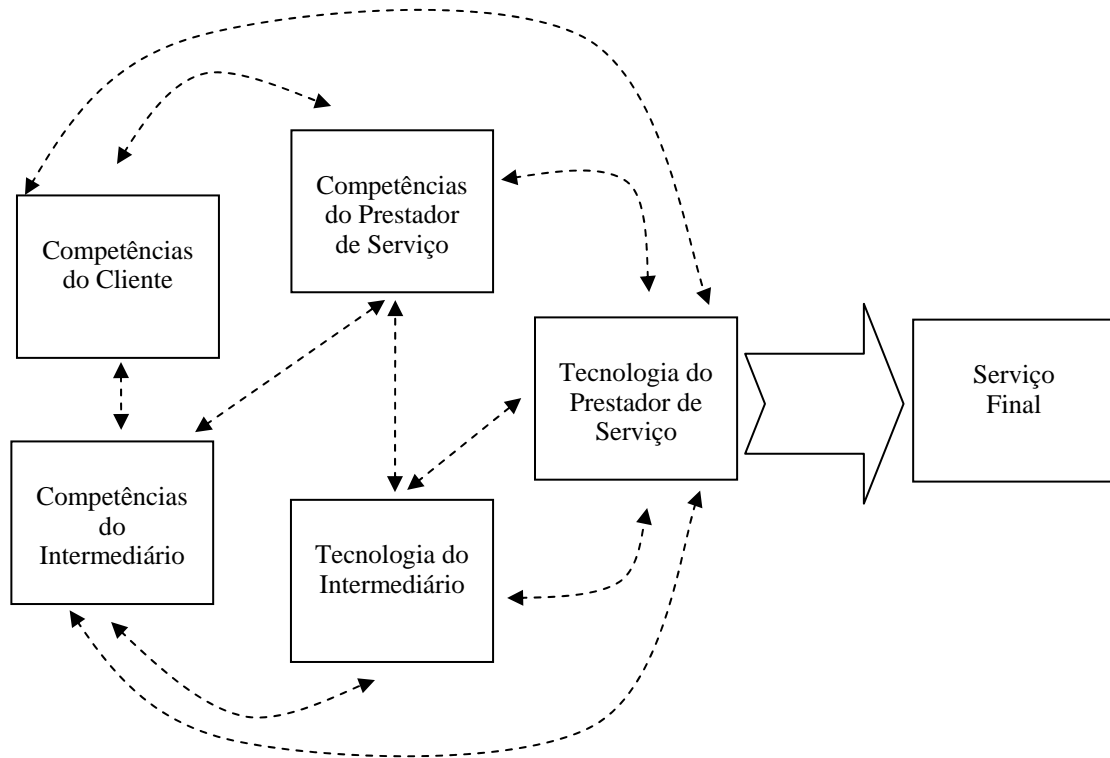 Competências
do Prestador
de Serviço
Competências
do Cliente
Tecnologia do
Prestador de
Serviço
Serviço
Final
Competências
do
Intermediário
Tecnologia do
Intermediário